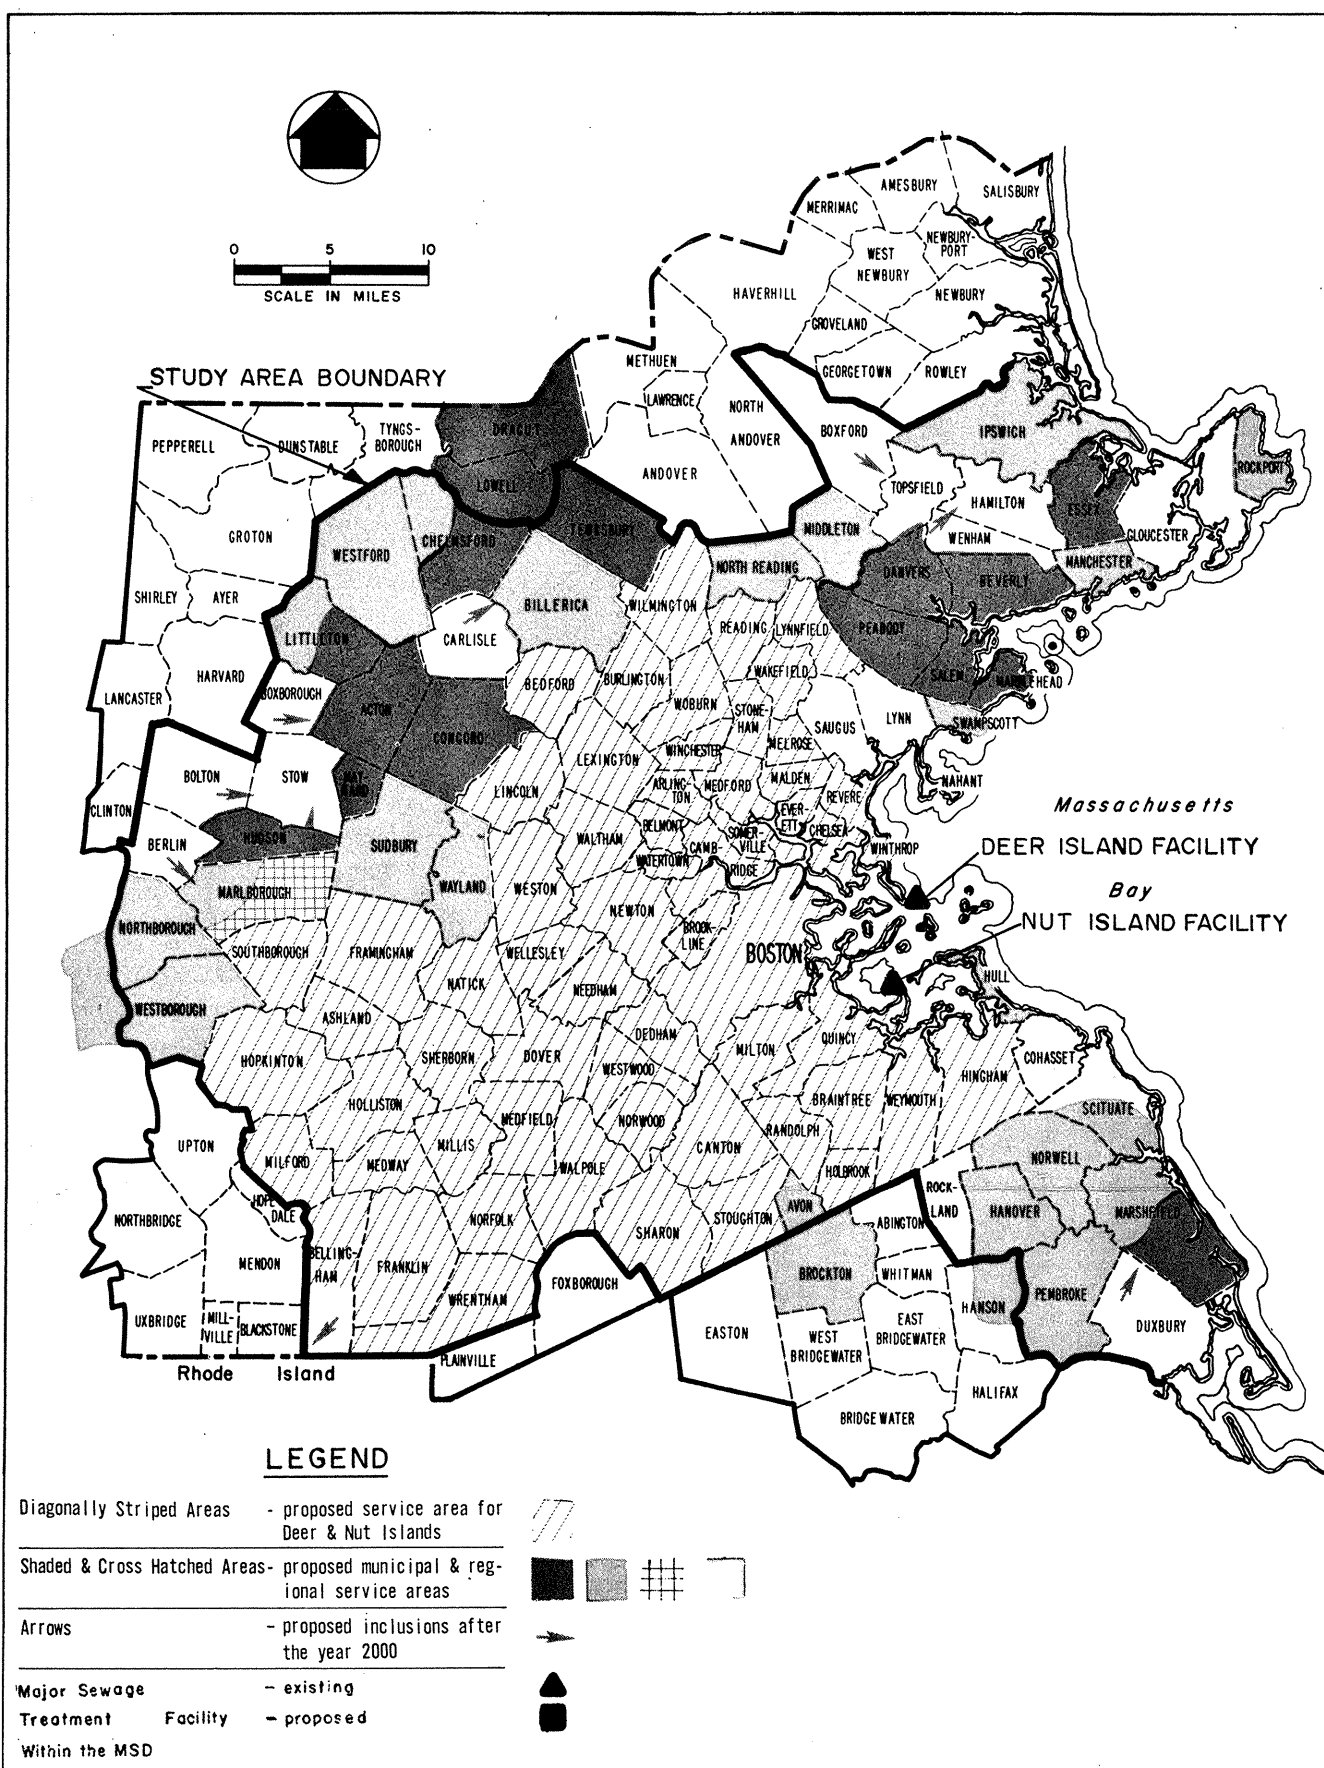 AMESBURY
SALISBURY
MERRIMAC
NEWBURY-
PORT
WEST
NEWBURY
0 5 10
SCALE IN MILES
HAVERHILL
NEWBURY
GROVELAND
METHUEN
GEORGETOWN
ROWLEY
STUDY AREA BOUNDARY
LAWRENCE
NORTH
ANDOVER
PEPPERELL
DUNSTABLE
TYNGS-
BOROUGH
DRACUT
BOXFORD
IPSWICH
ROCKPORT
LOWELL
ANDOVER
TOPSFIELD
HAMILTON
ESSEX
GROTON
WESTFORD
CHELMSFORD
TEWKSBURY
MIDDLETON
WENHAM
GLOUCESTER
MANCHESTER
NORTH READING
DANVERS
BEVERLY
SHIRLEY
AYER
LITTLETON
CARLISLE
BILLERICA
WILMINGTON
READING
LYNNFIELD
PEABODY
HARVARD
LANCASTER
BOXBOROUGH
ACTON
BEDFORD
BURLINGTON
WAKEFIELD
SALEM
MARBLEHEAD
WOBURN
STONE-
HAM
SAUGUS
LYNN
SWAMPSCOTT
CONCORD
LEXINGTON
WINCHESTER
MELROSE
BOLTON
STOW
MAY-
NARD
LINCOLN
ARLING-
TON
MEDFORD
MALDEN
REVERE
NAHANT
CLINTON
BERLIN
HUDSON
SUDBURY
WALTHAM
BELMONT
WATERTOWN
CAMB-
RIDGE
SOMER-
VILLE
EVER-
ETT
CHELSEA
WINTHROP
Massachusetts
DEER ISLAND FACILITY
Bay
NUT ISLAND FACILITY
MARLBOROUGH
WAYLAND
WESTON
NEWTON
BROOK-
LINE
BOSTON
NORTHBOROUGH
SOUTHBOROUGH
FRAMINGHAM
NATICK
WELLESLEY
NEEDHAM
HULL
WESTBOROUGH
ASHLAND
DEDHAM
QUINCY
HOPKINTON
SHERBORN
DOVER
WESTWOOD
MILTON
HINGHAM
COHASSET
HOLLISTON
MEDFIELD
NORWOOD
BRAINTREE
WEYMOUTH
SCITUATE
UPTON
MILFORD
MEDWAY
MILLIS
WALPOLE
CANTON
RANDOLPH
HOLBROOK
NORWELL
HOPE
DALE
NORTHBRIDGE
NORFOLK
SHARON
STOUGHTON
AVON
ABINGTON
ROCK-
LAND
HANOVER
MARSHFIELD
MENDON
BELLING-
HAM
FRANKLIN
WRENTHAM
FOXBOROUGH
BROCKTON
WHITMAN
HANSON
PEMBROKE
UXBRIDGE
MILL-
VILLE
BLACKSTONE
PLAINVILLE
EASTON
WEST
BRIDGEWATER
EAST
BRIDGEWATER
DUXBURY
Rhode Island
BRIDGEWATER
HALIFAX
LEGEND
Diagonally Striped Areas - proposed service area for
Deer & Nut Islands
Shaded & Cross Hatched Areas- proposed municipal & reg-
ional service areas
Arrows - proposed inclusions after
the year 2000
Major Sewage - existing
Treatment Facility - proposed
Within the MSD